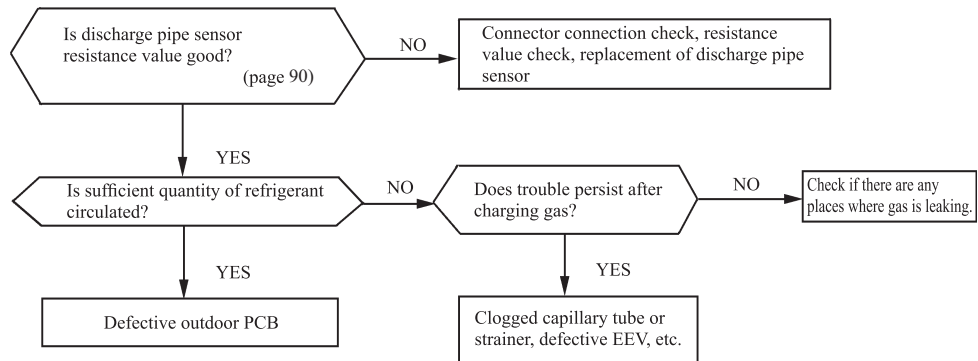 Is discharge pipe sensor
resistance value good?
(page 90)
NO
Connector connection check, resistance
value check, replacement of discharge pipe
sensor
YES
Is sufficient quantity of refrigerant
circulated?
NO
Does trouble persist after
charging gas?
NO
Check if there are any
places where gas is leaking.
YES
YES
Defective outdoor PCB
Clogged capillary tube or
strainer, defective EEV, etc.